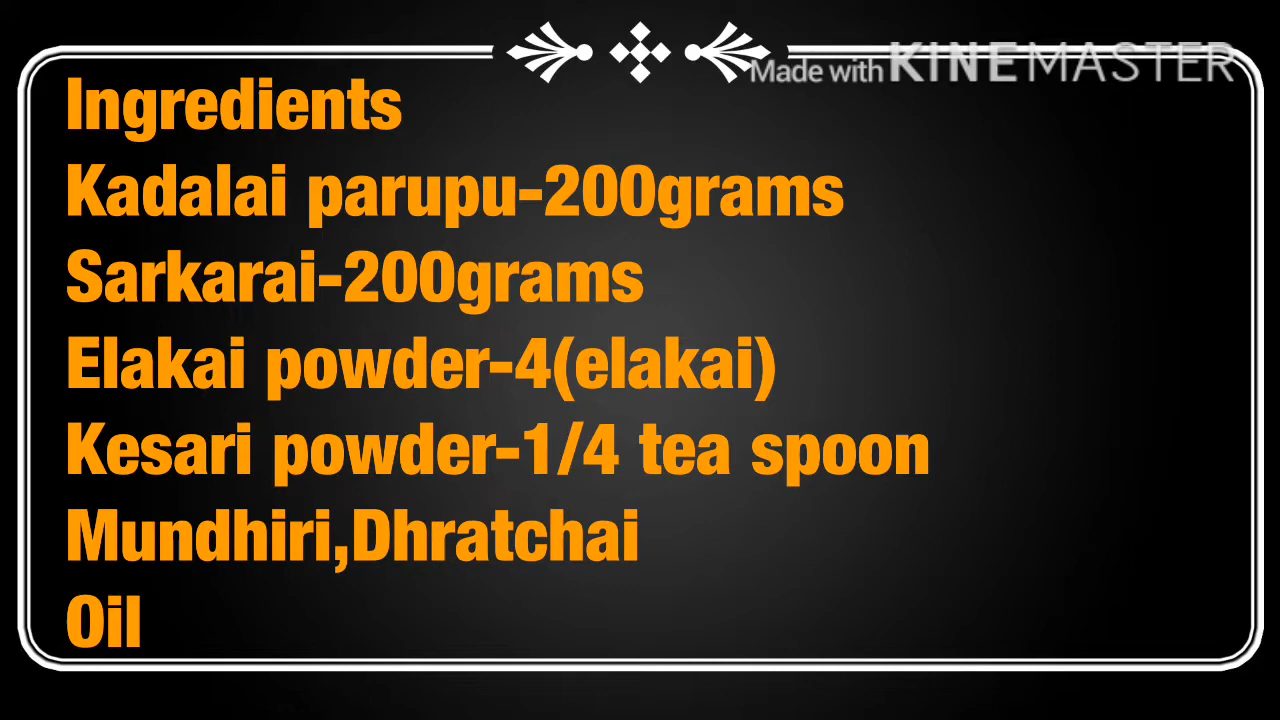 Made with KINEMASTER
Ingredients
Kadalai parupu-200grams
Sarkarai-200grams
Elakai powder-4(elakai)
Kesari powder-1/4 tea spoon
Mundhiri,Dhratchai
Oil